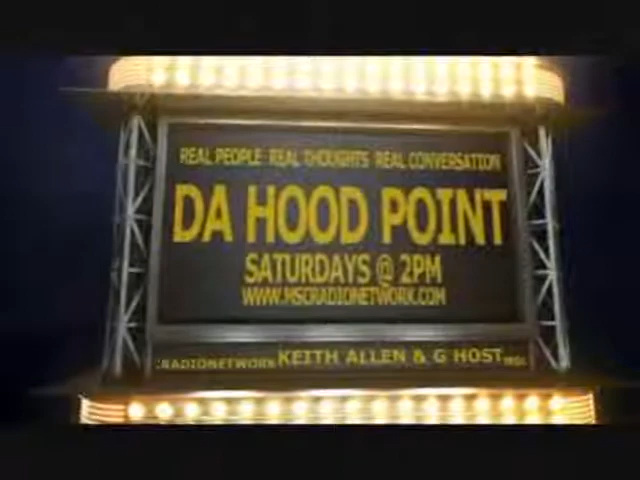 REAL PEOPLE REAL THOUGHTS REAL CONVERSATION
DA HOOD POINT
SATURDAYS @ 2PM
WWW.MSCRADIONETWORK.COM
RADIONETWORK KEITH ALLEN & G HOST